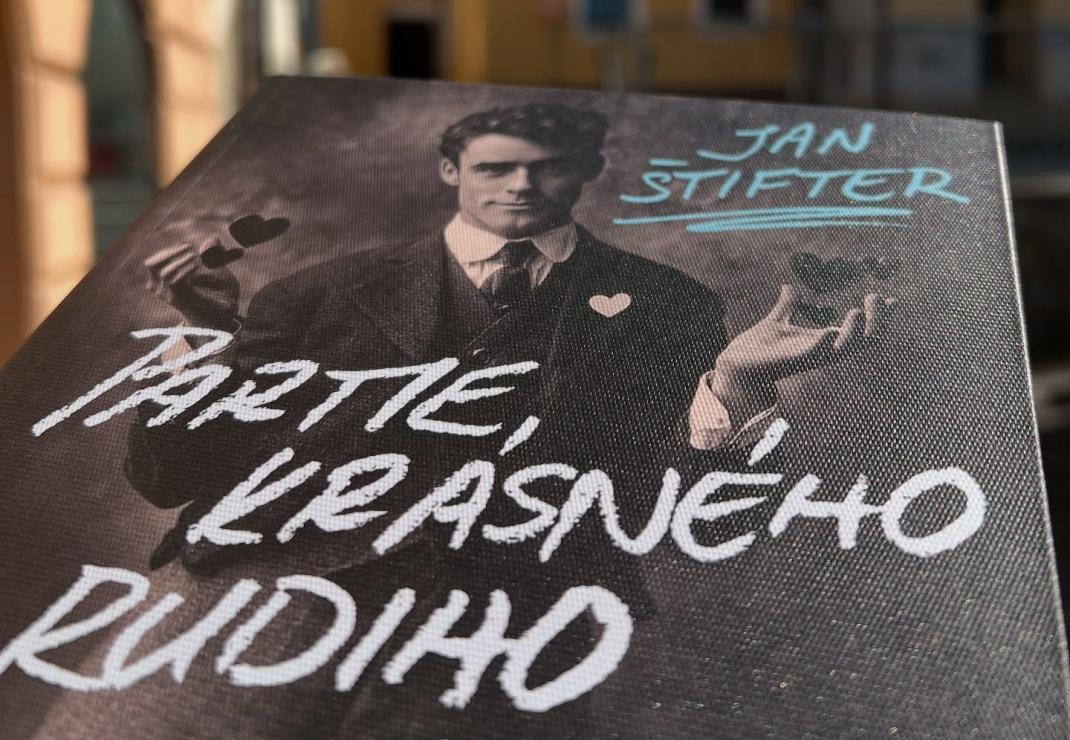 JAN
ŠTIFTER
PARTIE
KRÁSNÉHO
RUDIHO